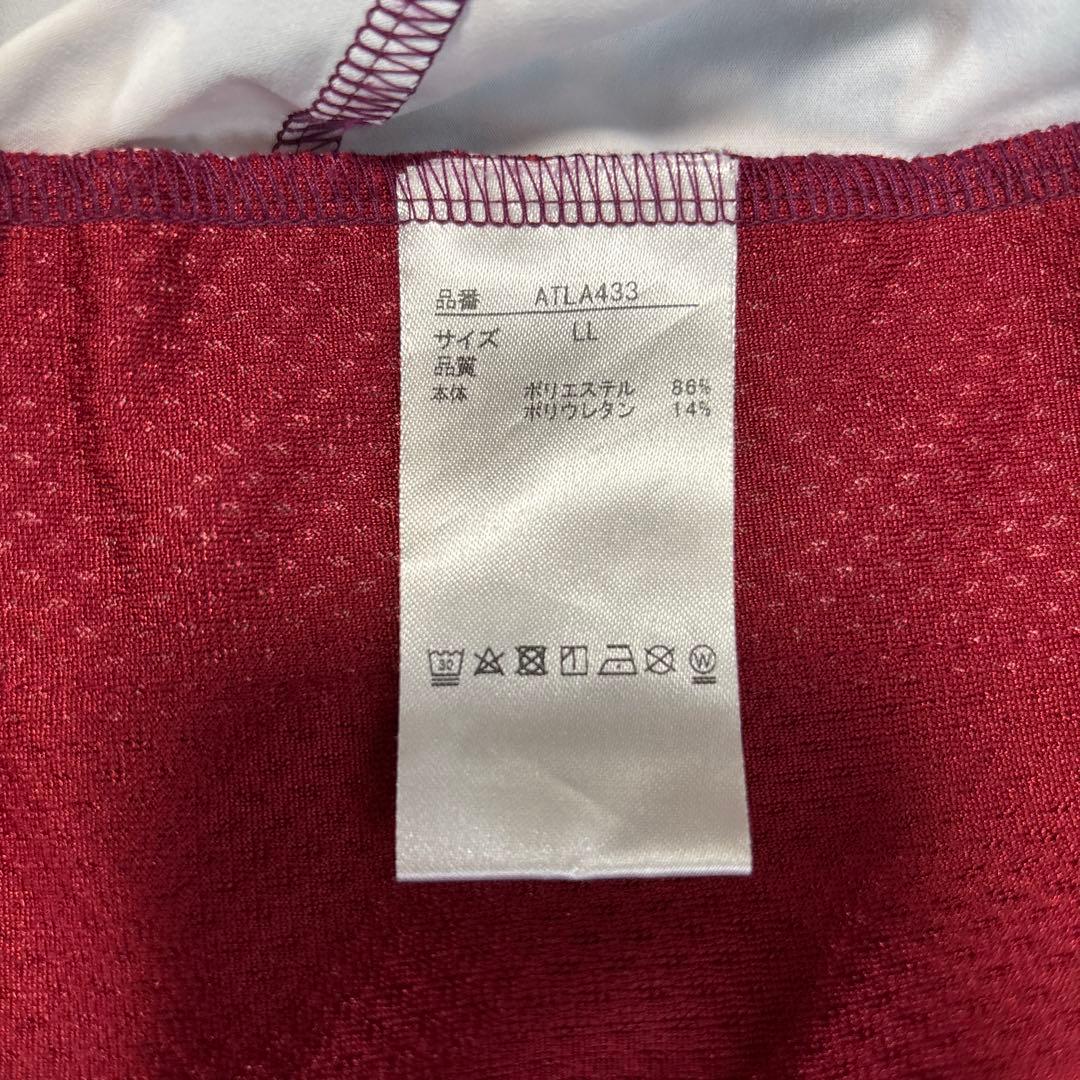 品番 ATLA433
サイズ LL
品質
本体 ポリエステル 86%
ポリウレタン 14%
30 W